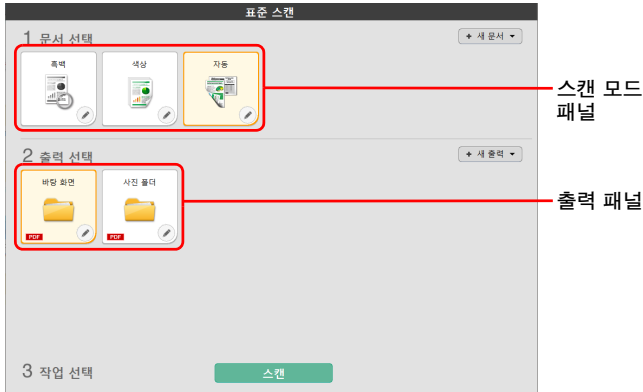 표준 스캔
1 문서 선택
+ 새 문서
흑백
색상
자동
스캔 모드
패널
2 출력 선택
+ 새 출력
바탕 화면
사진 폴더
PDF
PDF
출력 패널
3 작업 선택
스캔